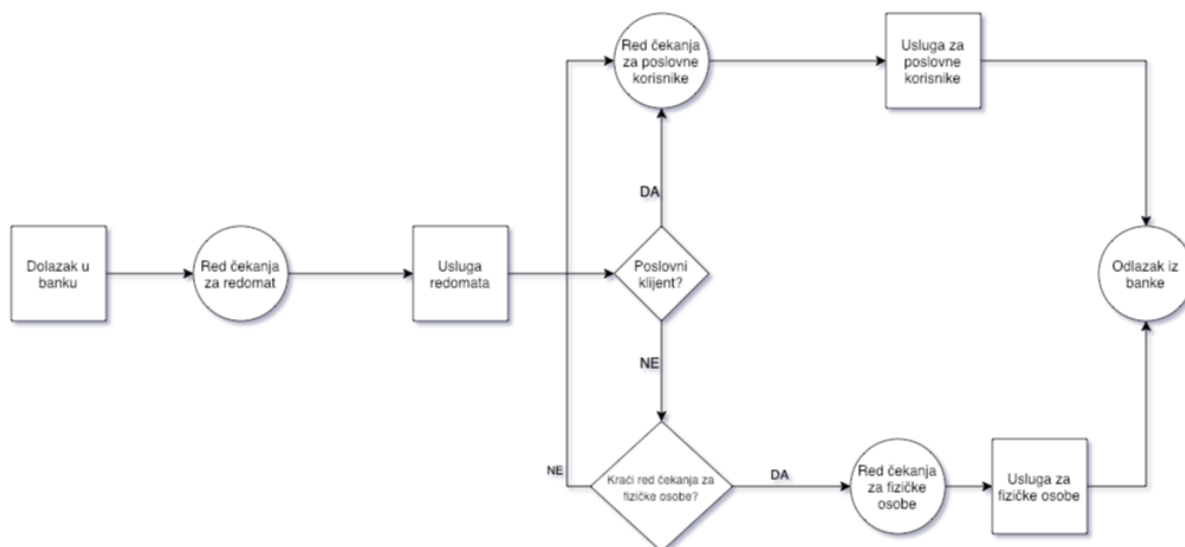 Red čekanja
za poslovne
korisnike
Usluga za
poslovne
korisnike
DA
Dolazak u
banku
Red čekanja
za redomat
Usluga
redomata
Poslovni
klijent?
Odlazak iz
banke
NE
NE
Kraći red čekanja za
fizičke osobe?
DA
Red čekanja
za fizičke
osobe
Usluga za
fizičke osobe